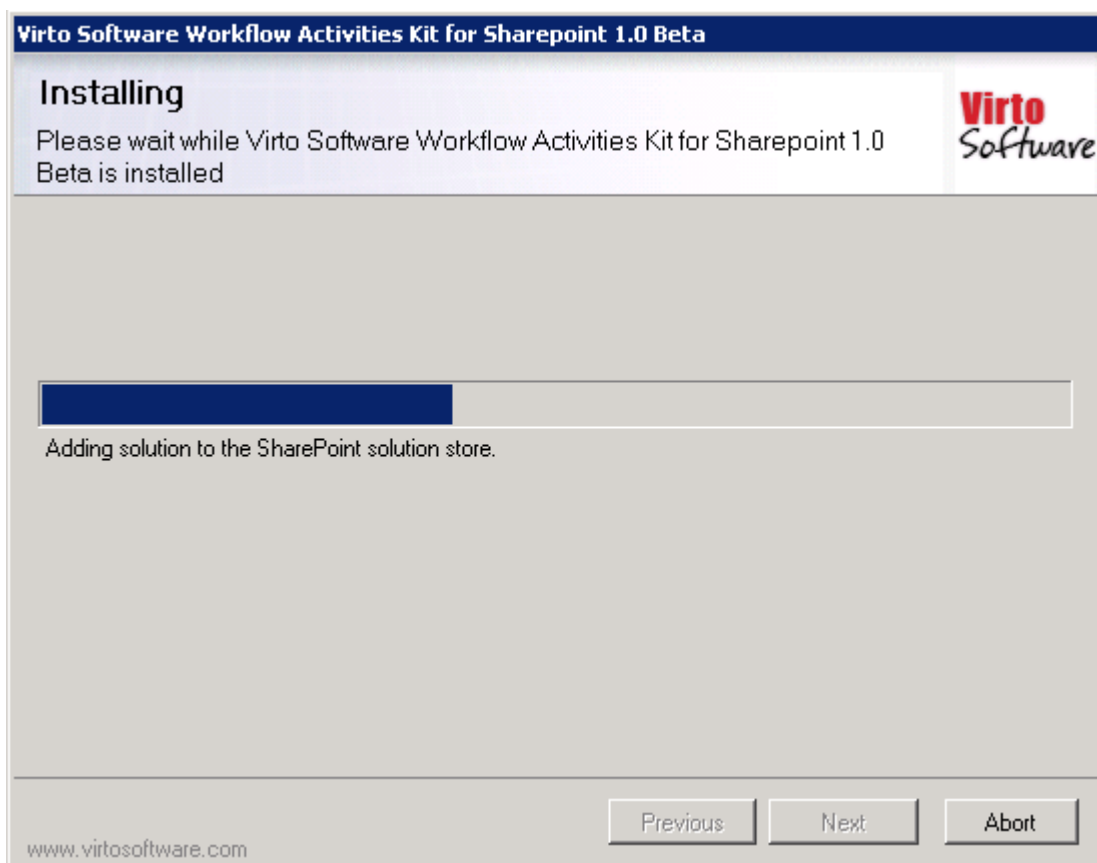 Virto Software Workflow Activities Kit for Sharepoint 1.0 Beta
Installing
Please wait while Virto Software Workflow Activities Kit for Sharepoint 1.0
Beta is installed
Virto
Software
Adding solution to the SharePoint solution store.
Previous
Next
Abort
www.virtosoftware.com